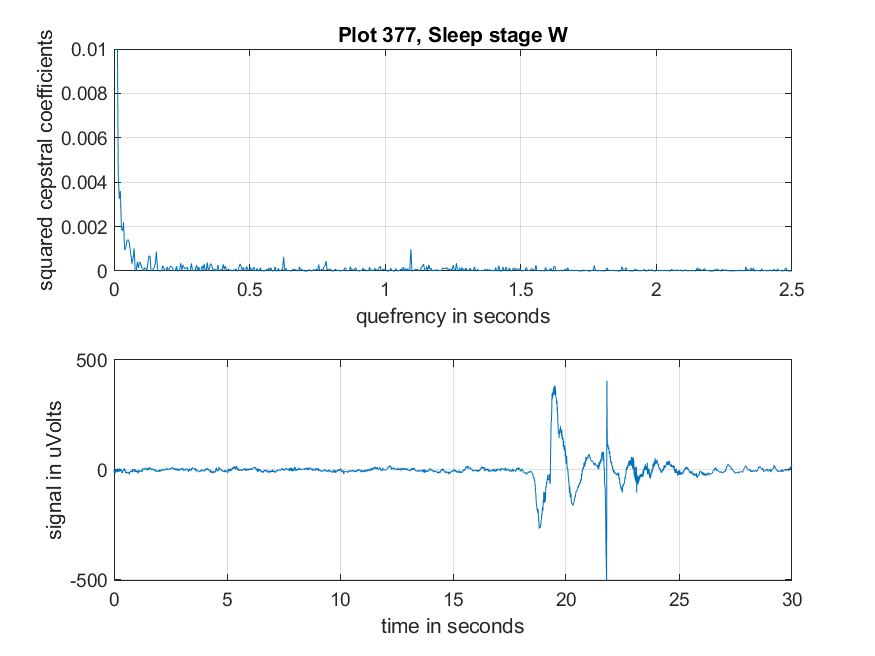 Plot 377, Sleep stage W
squared cepstral coefficients
0.01
0.008
0.006
0.004
0.002
0
0 0.5 1 1.5 2 2.5
quefrency in seconds
signal in uVolts
500
0
-500
0 5 10 15 20 25 30
time in seconds